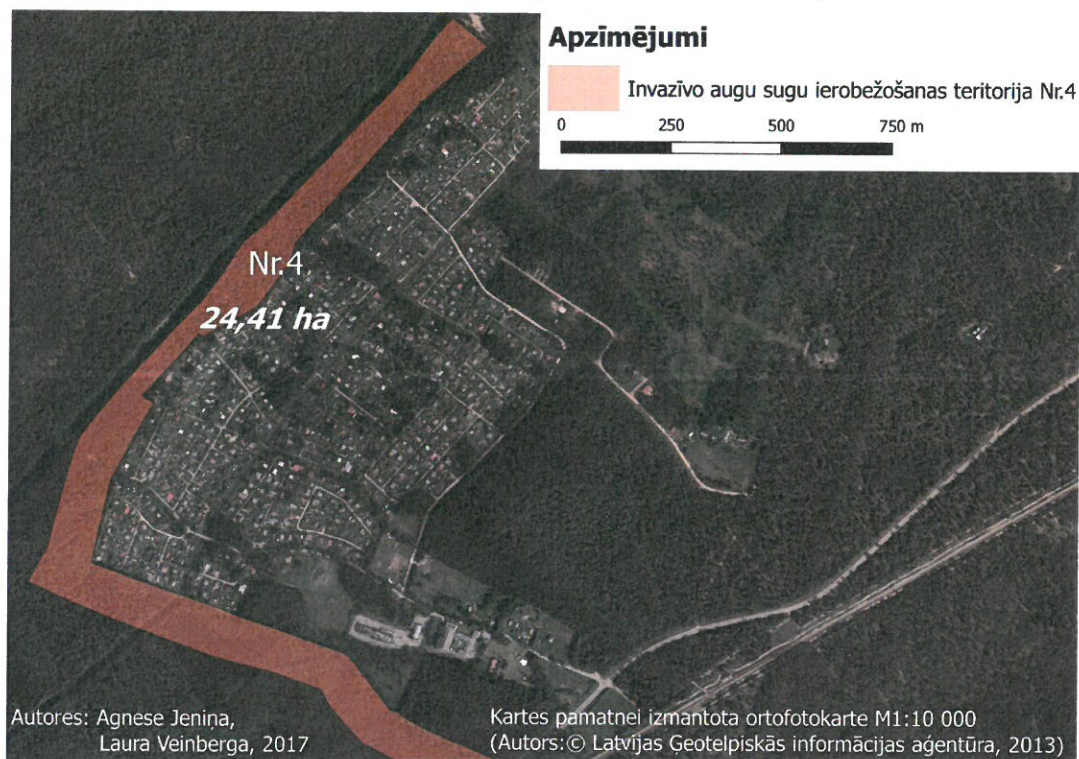 Apzīmējumi
Invazīvo augu sugu ierobežošanas teritorija Nr.4
0 250 500 750 m
Nr.4
24,41 ha
Autores: Agnese Jeniņa,
Laura Veinberga, 2017
Kartes pamatnei izmantota ortofotokarte M1:10 000
(Autors:© Latvijas Ģeotelpiskās informācijas aģentūra, 2013)